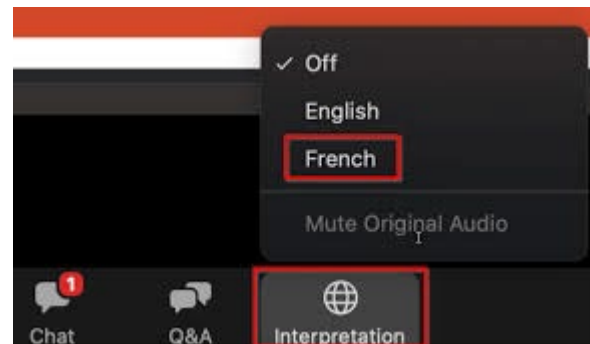 ✓ Off
English
French
Mute Original Audio
1
Chat
Q&A
Interpretation